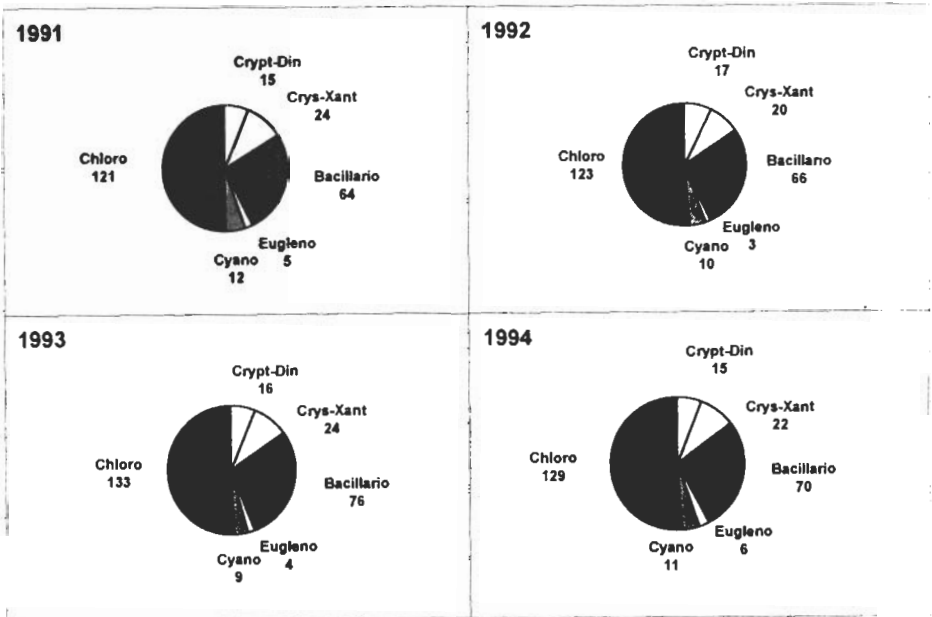 1991
Crypt-Din
15
Crys-Xant
24
Chloro
121
Bacillario
64
Eugleno
5
Cyano
12
1992
Crypt-Din
17
Crys-Xant
20
Chloro
123
Bacillario
66
Eugleno
3
Cyano
10
1993
Crypt-Din
16
Crys-Xant
24
Chloro
133
Bacillario
76
Eugleno
4
Cyano
9
1994
Crypt-Din
15
Crys-Xant
22
Chloro
129
Bacillario
70
Eugleno
6
Cyano
11